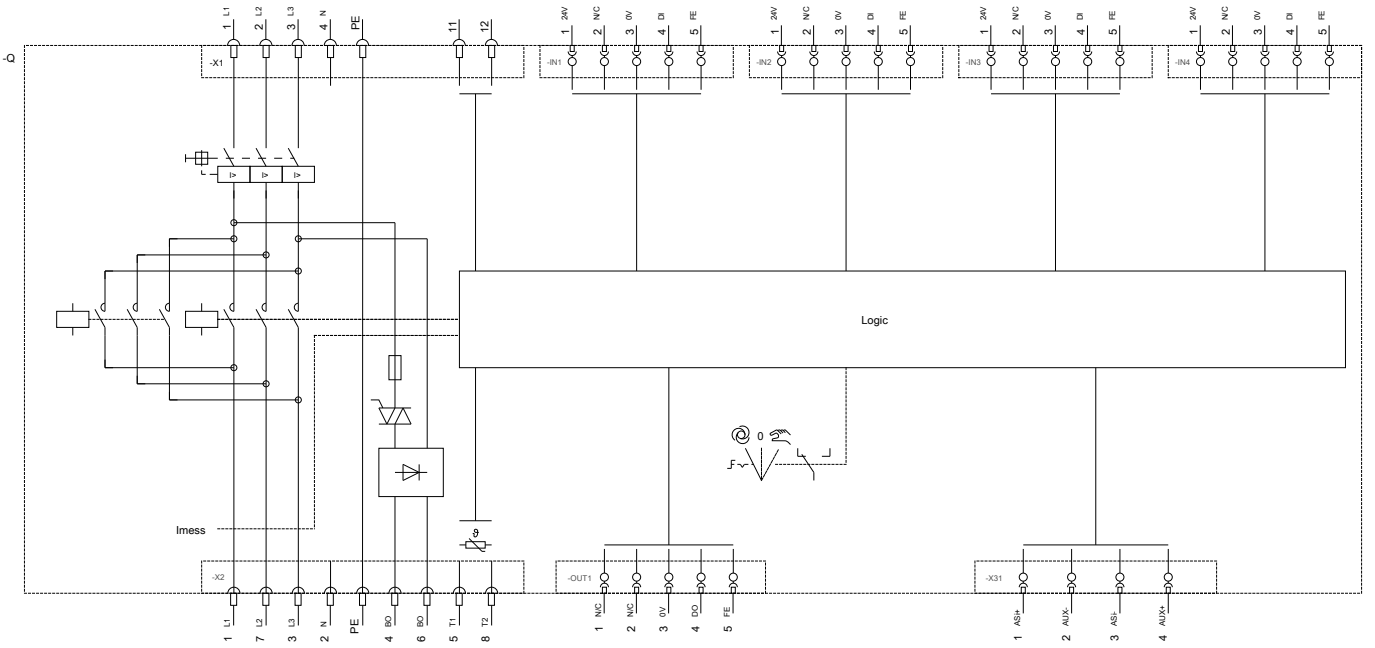 -Q
1 L1
2 L2
3 L3
4 N
PE
11
12
1 24V
2 N/C
3 0V
4 DI
5 FE
1 24V
2 N/C
3 0V
4 DI
5 FE
1 24V
2 N/C
3 0V
4 DI
5 FE
1 24V
2 N/C
3 0V
4 DI
5 FE
-X1
-IN1
-IN2
-IN3
-IN4
I>
I>
I>
Logic
0
Imess
ϑ
-X2
-OUT1
-X31
1 L1
7 L2
3 L3
2 N
PE
4 BO
6 BO
5 T1
8 T2
1 N/C
2 N/C
3 0V
4 DO
5 FE
1 ASi+
2 AUX-
3 ASi-
4 AUX+